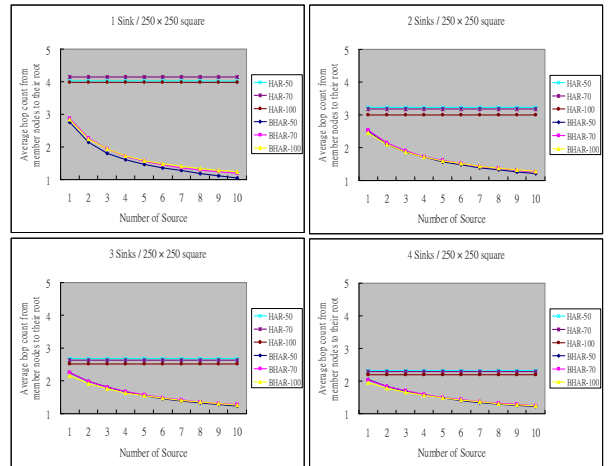 1 Sink / 250 × 250 square
Average hop count from
member nodes to their root
5
4
3
2
1
1 2 3 4 5 6 7 8 9 10
Number of Source
HAR-50
HAR-70
HAR-100
BHAR-50
BHAR-70
BHAR-100
2 Sinks / 250 × 250 square
Average hop count from
member nodes to their root
5
4
3
2
1
1 2 3 4 5 6 7 8 9 10
Number of Source
HAR-50
HAR-70
HAR-100
BHAR-50
BHAR-70
BHAR-100
3 Sinks / 250 × 250 square
Average hop count from
member nodes to their root
5
4
3
2
1
1 2 3 4 5 6 7 8 9 10
Number of Source
HAR-50
HAR-70
HAR-100
BHAR-50
BHAR-70
BHAR-100
4 Sinks / 250 × 250 square
Average hop count from
member nodes to their root
5
4
3
2
1
1 2 3 4 5 6 7 8 9 10
Number of Source
HAR-50
HAR-70
HAR-100
BHAR-50
BHAR-70
BHAR-100